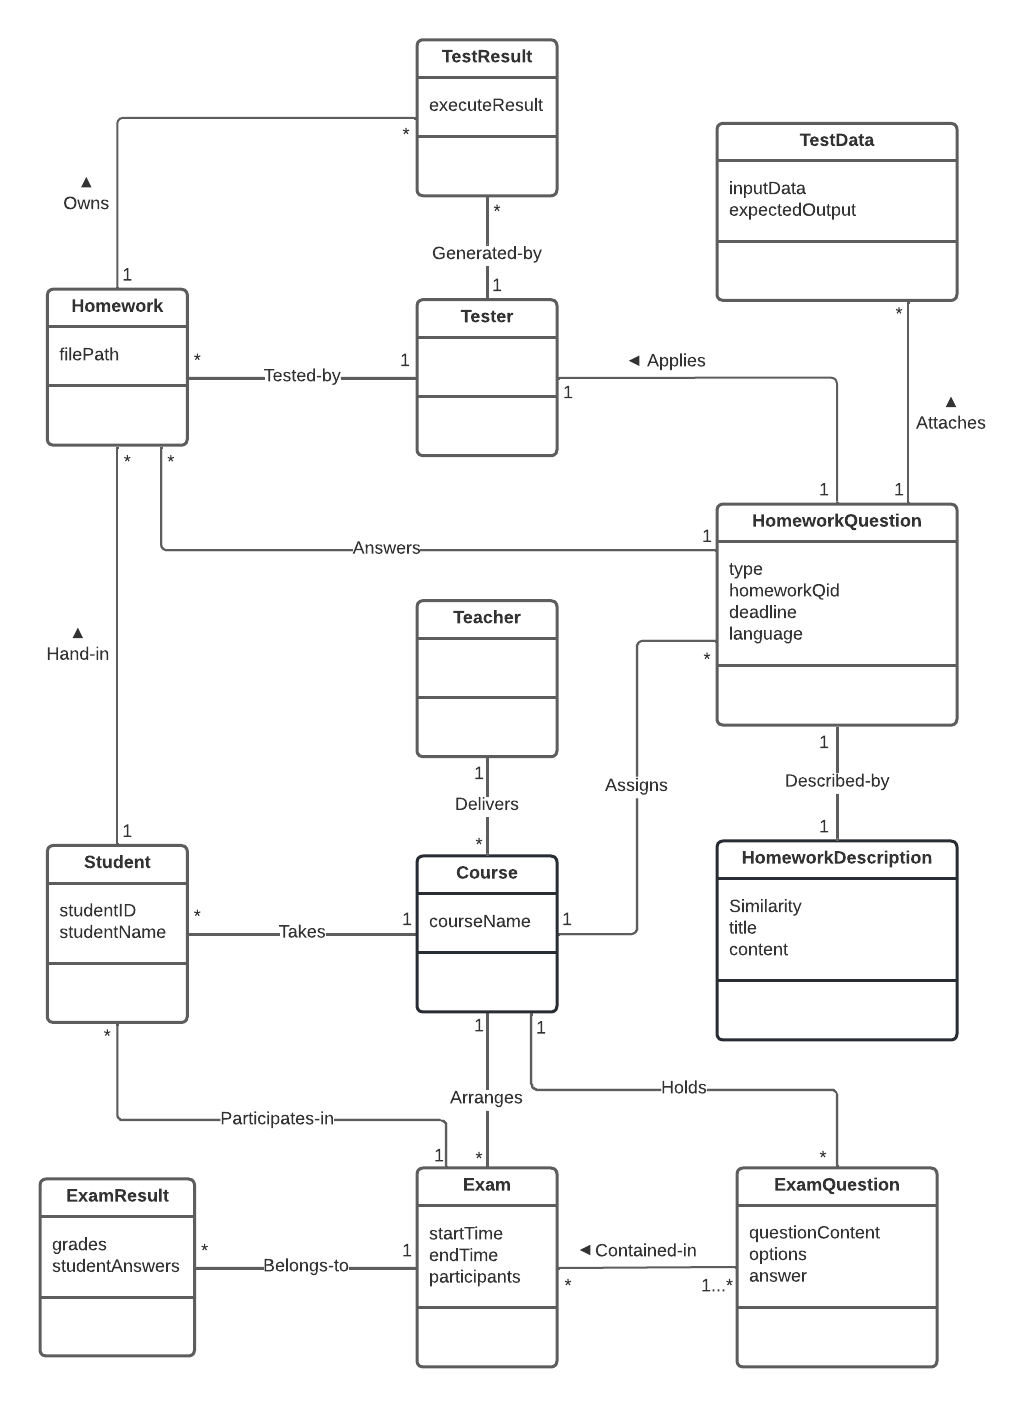 TestResult
executeResult
*
TestData
inputData
expectedOutput
▲
Owns
*
Generated-by
1
1
Homework
filePath
Tester
*
1
Tested-by
◄ Applies
1
*
▲
Attaches
1
1
*
*
HomeworkQuestion
type
homeworkQid
deadline
language
1
Answers
Teacher
▲
Hand-in
*
1
Delivers
*
Assigns
1
Described-by
1
1
Student
studentID
studentName
Course
courseName
HomeworkDescription
Similarity
title
content
*
1
Takes
1
*
1
1
Arranges
Holds
Participates-in
1
*
*
ExamResult
grades
studentAnswers
Exam
startTime
endTime
participants
ExamQuestion
questionContent
options
answer
*
1
Belongs-to
◄ Contained-in
*
1...*